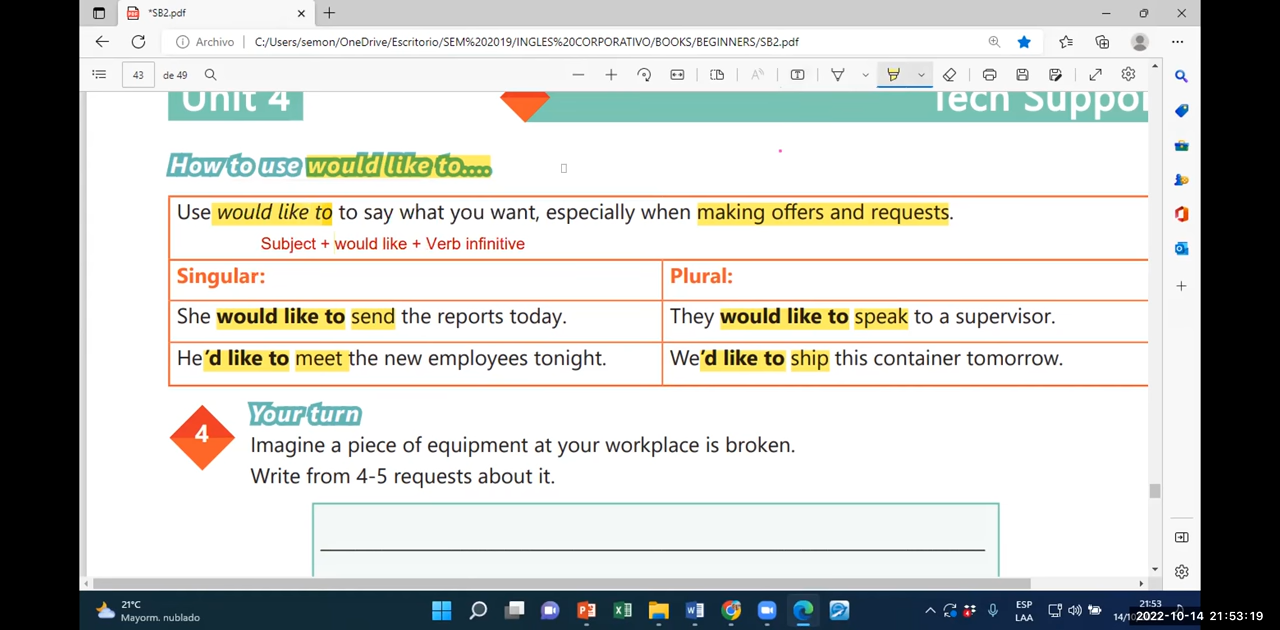 *SB2.pdf
Archivo
C:/Users/semon/OneDrive/Escritorio/SEM%202019/INGLES%20CORPORATIVO/BOOKS/BEGINNERS/SB2.pdf
43 de 49
Unit 4
Tech Suppor
How to use would like to....
Use would like to to say what you want, especially when making offers and requests.
Subject + would like + Verb infinitive
Singular: Plural:
She would like to send the reports today. They would like to speak to a supervisor.
He'd like to meet the new employees tonight. We'd like to ship this container tomorrow.
Your turn
4
Imagine a piece of equipment at your workplace is broken.
Write from 4-5 requests about it.
21°C
Mayorm. nublado
ESP
LAA
21:53
2022-10-14 21:53:19